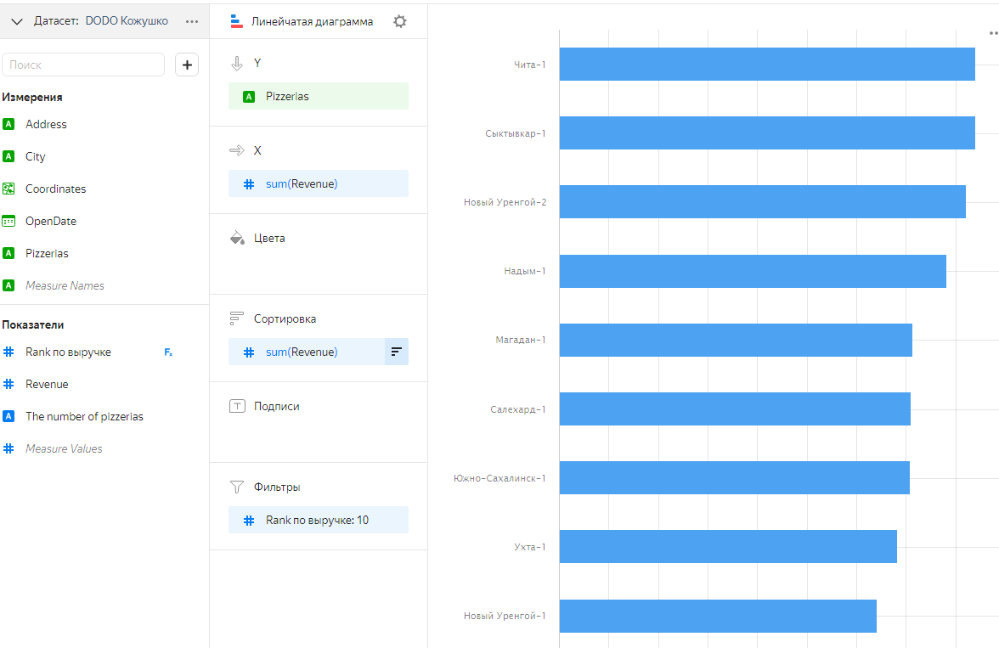 Датасет: DODO Кожушко
Поиск
Измерения
Address
City
Coordinates
OpenDate
Pizzerias
Measure Names
Показатели
Rank по выручке
Revenue
The number of pizzerias
Measure Values
Линейчатая диаграмма
Y
Pizzerias
X
sum(Revenue)
Цвета
Сортировка
sum(Revenue)
Подписи
Фильтры
Rank по выручке: 10
Чита-1
Сыктывкар-1
Новый Уренгой-2
Надым-1
Магадан-1
Салехард-1
Южно-Сахалинск-1
Ухта-1
Новый Уренгой-1